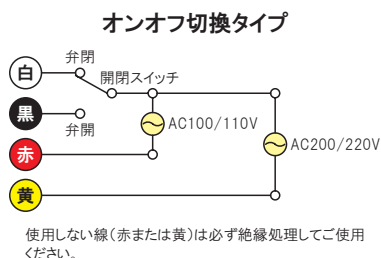 オンオフ切換タイプ
白
弁閉
開閉スイッチ
黒
弁開
AC100/110V
赤
AC200/220V
黄
使用しない線(赤または黄)は必ず絶縁処理してご使用
ください。